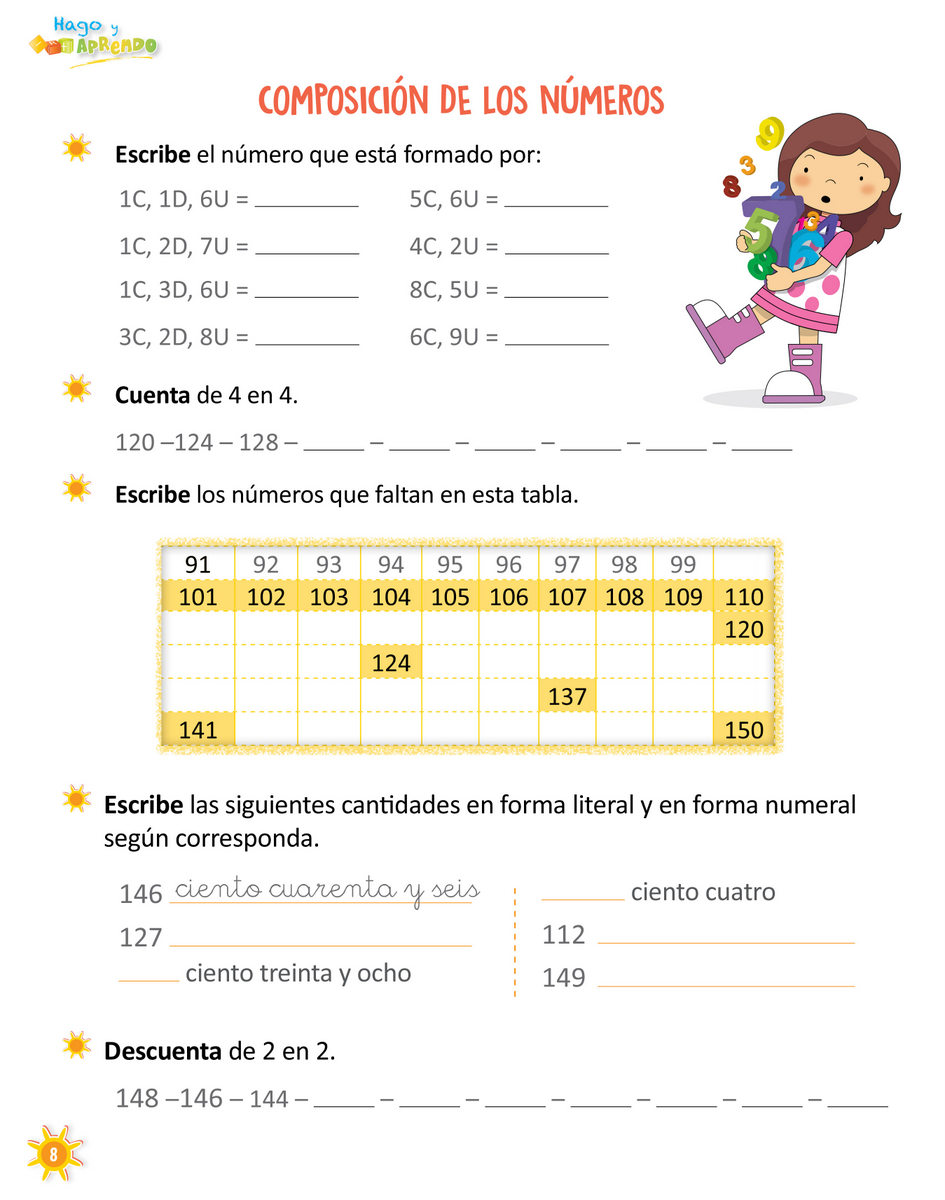 Hago y
APRENDO
COMPOSICIÓN DE LOS NÚMEROS
Escribe el número que está formado por:
1C, 1D, 6U = ________ 5C, 6U = ________
1C, 2D, 7U = ________ 4C, 2U = ________
1C, 3D, 6U = ________ 8C, 5U = ________
3C, 2D, 8U = ________ 6C, 9U = ________
Cuenta de 4 en 4.
120 –124 – 128 – _____ – _____ – _____ – _____ – _____ – _____
Escribe los números que faltan en esta tabla.
91 92 93 94 95 96 97 98 99
101 102 103 104 105 106 107 108 109 110
120
124
137
141 150
Escribe las siguientes cantidades en forma literal y en forma numeral
según corresponda.
146 ciento cuarenta y seis
127 ________
_____ ciento treinta y ocho
_____ ciento cuatro
112 ________
149 ________
Descuenta de 2 en 2.
148 –146 – 144 – _____ – _____ – _____ – _____ – _____ – _____ – _____
8